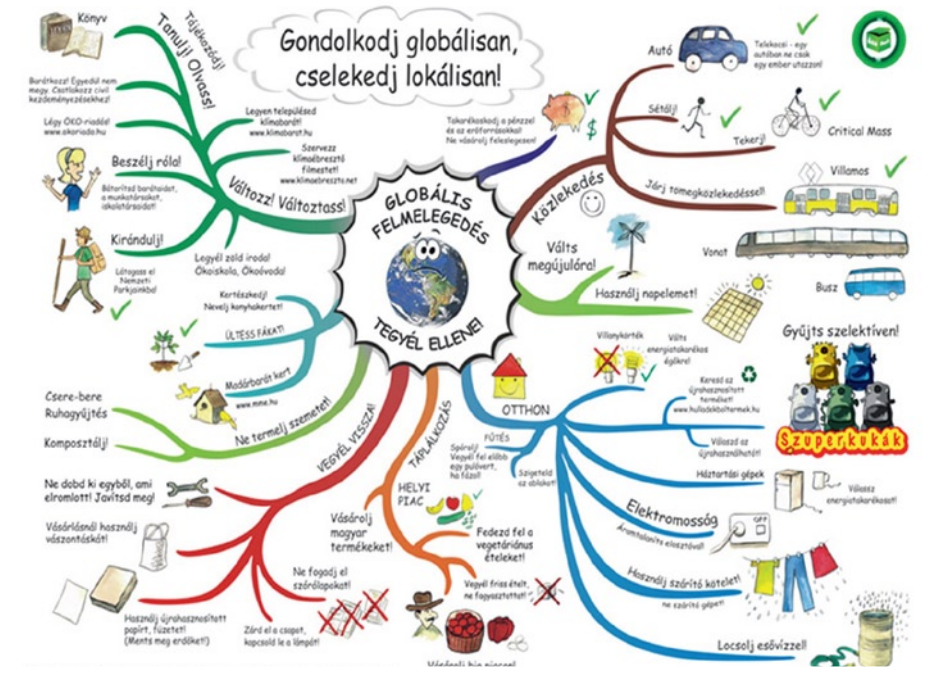 Gondolkodj globálisan,
cselekedj lokálisan!
GLOBÁLIS
FELMELEGEDÉS
TEGYÉL ELLENE!
Könyv
Tájékozódj!
Tanulj! Olvass!
Barátkozz! Egyedül nem
megy. Csatlakozz civil
kezdeményezésekhez!
Légy ÖKO-riadó!
www.okoriado.hu
Beszélj róla!
Bátorítsd barátaidat,
a munkatársakat,
iskolatársaidat!
Kirándulj!
Látogass el
Nemzeti
Parkjainkba!
Legyen településed
klímabarát!
www.klimabarat.hu
Szervezz
klímaébresztő
filmestet!
www.klimaebreszto.net
Változz! Változtass!
Legyél zöld iroda!
Ökoiskola, Ökóvoda!
Takarékoskodj a pénzzel
és az erőforrásokkal!
Ne vásárolj feleslegesen!
$
Közlekedés
Autó
Telekocsi - egy
autóban ne csak
egy ember utazzon!
Sétálj!
Tekerj!
Critical Mass
Járj tömegközlekedéssel!
Villamos
Vonat
Busz
Válts
megújulóra!
Használj napelemet!
Kertészkedj!
Nevelj konyhakertet!
ÜLTESS FÁKAT!
Madárbarát kert
www.mme.hu
Csere-bere
Ruhagyűjtés
Komposztálj!
Ne termelj szemetet!
VEGYÉL VISSZA!
Ne dobd ki egyből, ami
elromlott! Javítsd meg!
Vásárlásnál használj
vászontáskát!
Használj újrahasznosított
papírt, füzetet!
(Ments meg erdőket!)
Zárd el a csapot,
kapcsold le a lámpát!
Ne fogadj el
szórólapokat!
TÁPLÁLKOZÁS
HELYI
PIAC
Vásárolj
magyar
termékeket!
Fedezd fel a
vegetáriánus
ételeket!
Vegyél friss ételt,
ne fagyasztottat!
OTTHON
Villanykörték
Válts
energiatakarékos
égőkre!
FŰTÉS
Spórolj!
Vegyél fel előbb
egy pulóvert,
ha fázol!
Szigeteld
az ablakot!
Keresd az
újrahasznosított
terméket!
www.hulladekboltermek.hu
Válaszd az
újrahasználhatót!
Gyűjts szelektíven!
Szuperkukák
Háztartási gépek
Válassz
energiatakarékosat!
Elektromosság
Áramtalaníts elosztóval!
OFF
Használj szárító kötelet!
ne szárító gépet!
Locsolj esővízzel!